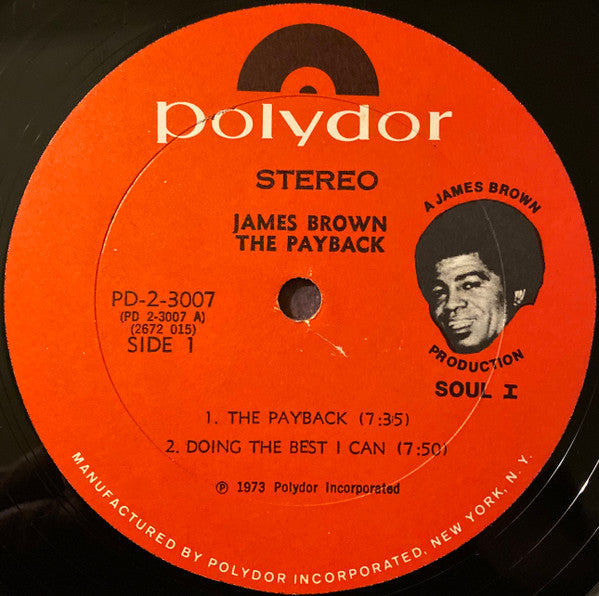 polydor
STEREO
JAMES BROWN
THE PAYBACK
A JAMES BROWN
PRODUCTION
SOUL I
PD-2-3007
(PD 2-3007 A)
(2672 015)
SIDE 1
1. THE PAYBACK (7:35)
2. DOING THE BEST I CAN (7:50)
℗ 1973 Polydor Incorporated
MANUFACTURED BY POLYDOR INCORPORATED, NEW YORK, N.Y.